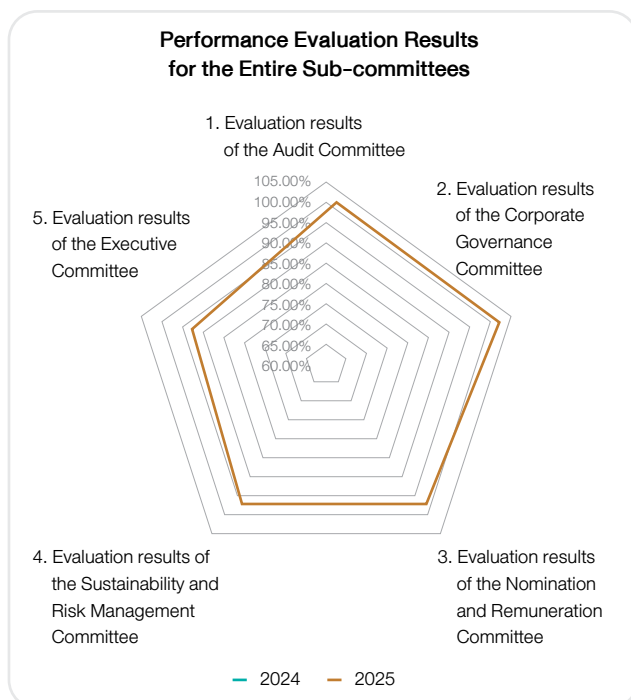 Performance Evaluation Results
for the Entire Sub-committees
1. Evaluation results
of the Audit Committee
2. Evaluation results
of the Corporate
Governance
Committee
5. Evaluation results
of the Executive
Committee
105.00%
100.00%
95.00%
90.00%
85.00%
80.00%
75.00%
70.00%
65.00%
60.00%
4. Evaluation results of
the Sustainability and
Risk Management
Committee
3. Evaluation results
of the Nomination
and Remuneration
Committee
2024 2025